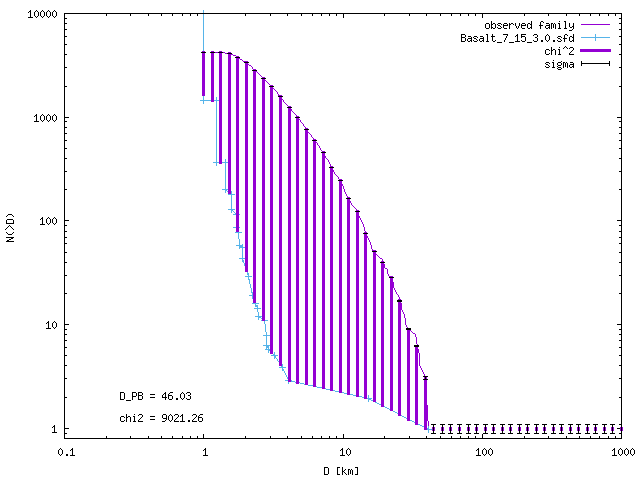 observed family
Basalt_7_15_3.0.sfd
chi^2
sigma
10000
1000
100
10
1
N(>D)
D_PB = 46.03
chi2 = 9021.26
0.1 1 10 100 1000
D [km]